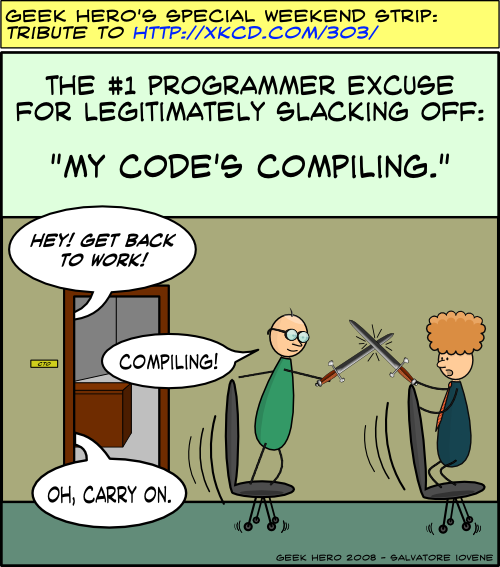 GEEK HERO'S SPECIAL WEEKEND STRIP:
TRIBUTE TO HTTP://XKCD.COM/303/
THE #1 PROGRAMMER EXCUSE
FOR LEGITIMATELY SLACKING OFF:
"MY CODE'S COMPILING."
HEY! GET BACK
TO WORK!
COMPILING!
CTO
OH, CARRY ON.
GEEK HERO 2008 - SALVATORE IOVENE